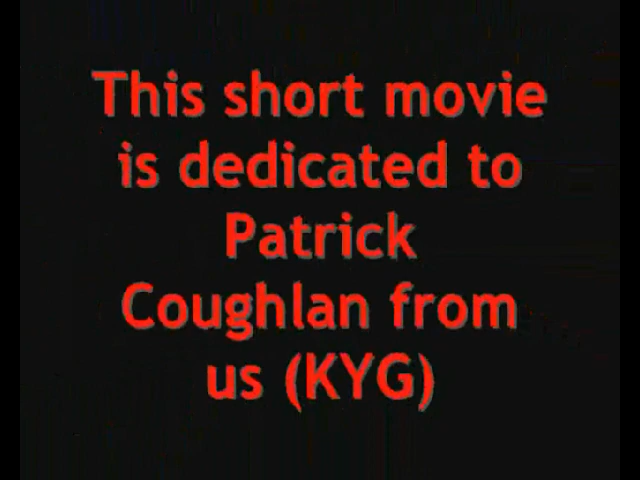 This short movie
is dedicated to
Patrick
Coughlan from
us (KYG)